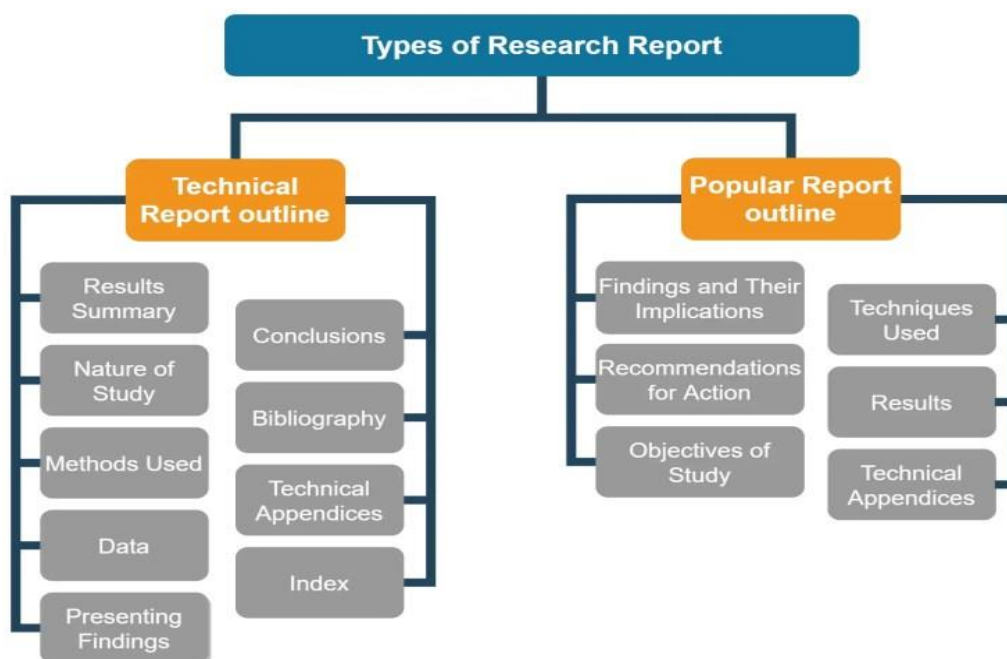 Types of Research Report
Technical
Report outline
Results
Summary
Nature of
Study
Methods Used
Data
Presenting
Findings
Conclusions
Bibliography
Technical
Appendices
Index
Popular Report
outline
Findings and Their
Implications
Recommendations
for Action
Objectives of
Study
Techniques
Used
Results
Technical
Appendices